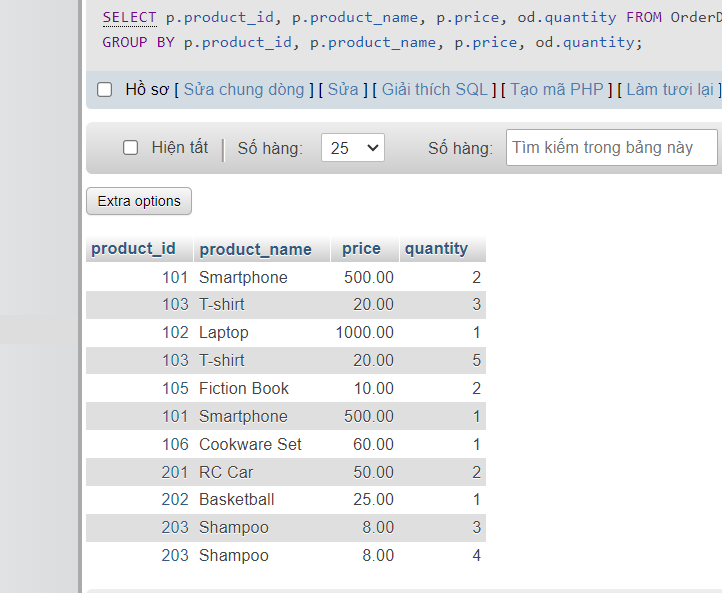 SELECT p.product_id, p.product_name, p.price, od.quantity FROM OrderD
GROUP BY p.product_id, p.product_name, p.price, od.quantity;
Hồ sơ [ Sửa chung dòng ] [ Sửa ] [ Giải thích SQL ] [ Tạo mã PHP ] [ Làm tươi lại ]
Hiện tất | Số hàng: 25 Số hàng: Tìm kiếm trong bảng này
Extra options
product_id product_name price quantity
101 Smartphone 500.00 2
103 T-shirt 20.00 3
102 Laptop 1000.00 1
103 T-shirt 20.00 5
105 Fiction Book 10.00 2
101 Smartphone 500.00 1
106 Cookware Set 60.00 1
201 RC Car 50.00 2
202 Basketball 25.00 1
203 Shampoo 8.00 3
203 Shampoo 8.00 4